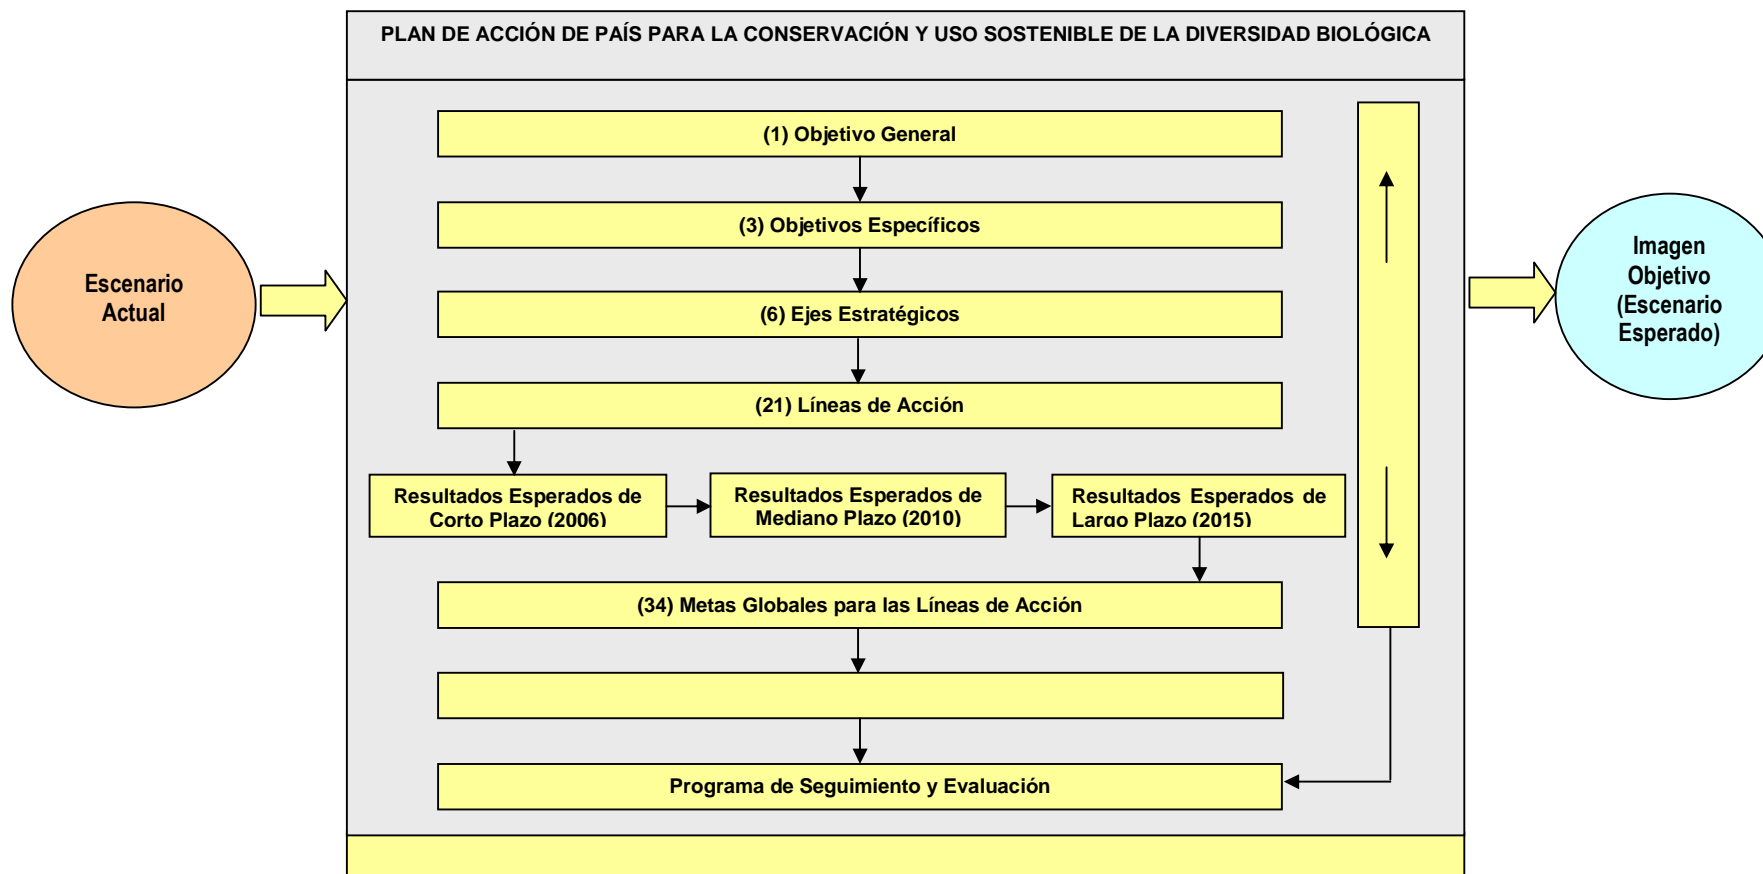 PLAN DE ACCIÓN DE PAÍS PARA LA CONSERVACIÓN Y USO SOSTENIBLE DE LA DIVERSIDAD BIOLÓGICA
(1) Objetivo General
(3) Objetivos Específicos
(6) Ejes Estratégicos
(21) Líneas de Acción
Escenario
Actual
Imagen
Objetivo
(Escenario
Esperado)
Resultados Esperados de
Corto Plazo (2006)
Resultados Esperados de
Mediano Plazo (2010)
Resultados Esperados de
Largo Plazo (2015)
(34) Metas Globales para las Líneas de Acción
Programa de Seguimiento y Evaluación